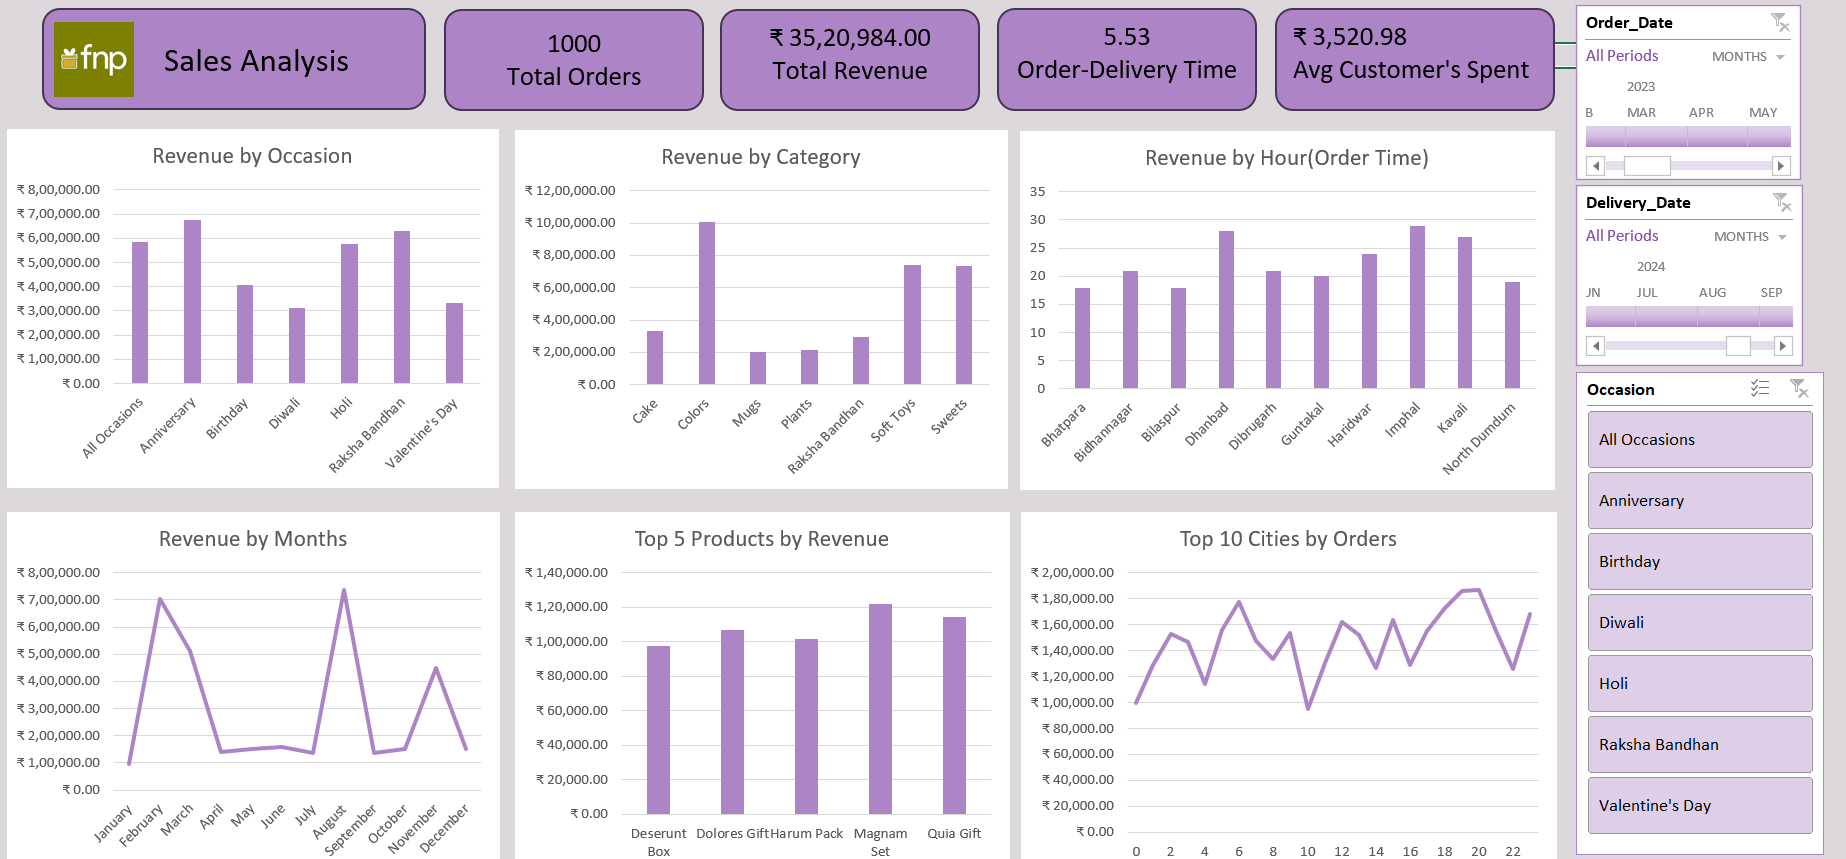 fnp
Sales Analysis
1000
Total Orders
₹ 35,20,984.00
Total Revenue
5.53
Order-Delivery Time
₹ 3,520.98
Avg Customer's Spent
Order_Date
All Periods
MONTHS
2023
B MAR APR MAY
Delivery_Date
All Periods
MONTHS
2024
JN JUL AUG SEP
Occasion
All Occasions
Anniversary
Birthday
Diwali
Holi
Raksha Bandhan
Valentine's Day
Revenue by Occasion
₹ 8,00,000.00
₹ 7,00,000.00
₹ 6,00,000.00
₹ 5,00,000.00
₹ 4,00,000.00
₹ 3,00,000.00
₹ 2,00,000.00
₹ 1,00,000.00
₹ 0.00
All Occasions
Anniversary
Birthday
Diwali
Holi
Raksha Bandhan
Valentine's Day
Revenue by Category
₹ 12,00,000.00
₹ 10,00,000.00
₹ 8,00,000.00
₹ 6,00,000.00
₹ 4,00,000.00
₹ 2,00,000.00
₹ 0.00
Cake
Colors
Mugs
Plants
Raksha Bandhan
Soft Toys
Sweets
Revenue by Hour(Order Time)
35
30
25
20
15
10
5
0
Bhatpara
Bidhannagar
Bilaspur
Dhanbad
Dibrugarh
Guntakal
Haridwar
Imphal
Kavali
North Dumdum
Revenue by Months
₹ 8,00,000.00
₹ 7,00,000.00
₹ 6,00,000.00
₹ 5,00,000.00
₹ 4,00,000.00
₹ 3,00,000.00
₹ 2,00,000.00
₹ 1,00,000.00
₹ 0.00
January
February
March
April
May
June
July
August
September
October
November
December
Top 5 Products by Revenue
₹ 1,40,000.00
₹ 1,20,000.00
₹ 1,00,000.00
₹ 80,000.00
₹ 60,000.00
₹ 40,000.00
₹ 20,000.00
₹ 0.00
Deserunt
Box
Dolores Gift
Harum Pack
Magnam
Set
Quia Gift
Top 10 Cities by Orders
₹ 2,00,000.00
₹ 1,80,000.00
₹ 1,60,000.00
₹ 1,40,000.00
₹ 1,20,000.00
₹ 1,00,000.00
₹ 80,000.00
₹ 60,000.00
₹ 40,000.00
₹ 20,000.00
₹ 0.00
0 2 4 6 8 10 12 14 16 18 20 22